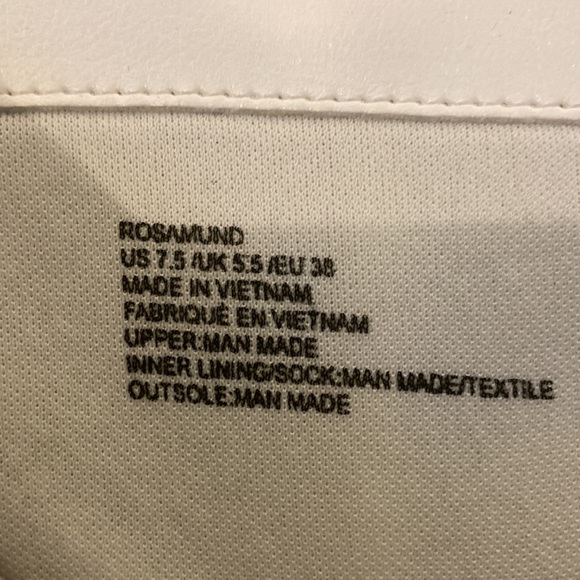 ROSAMUND
US 7.5 /UK 5.5 /EU 38
MADE IN VIETNAM
FABRIQUÉ EN VIETNAM
UPPER:MAN MADE
INNER LINING/SOCK:MAN MADE/TEXTILE
OUTSOLE:MAN MADE